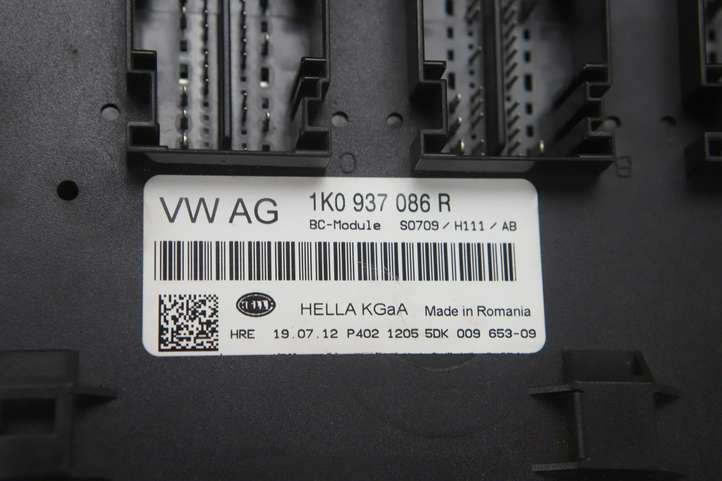 VW AG 1K0 937 086 R
BC-Module S0709/H111/AB
HELLA
HELLA KGaA Made in Romania
HRE 19.07.12 P402 1205 5DK 009 653-09
C
B